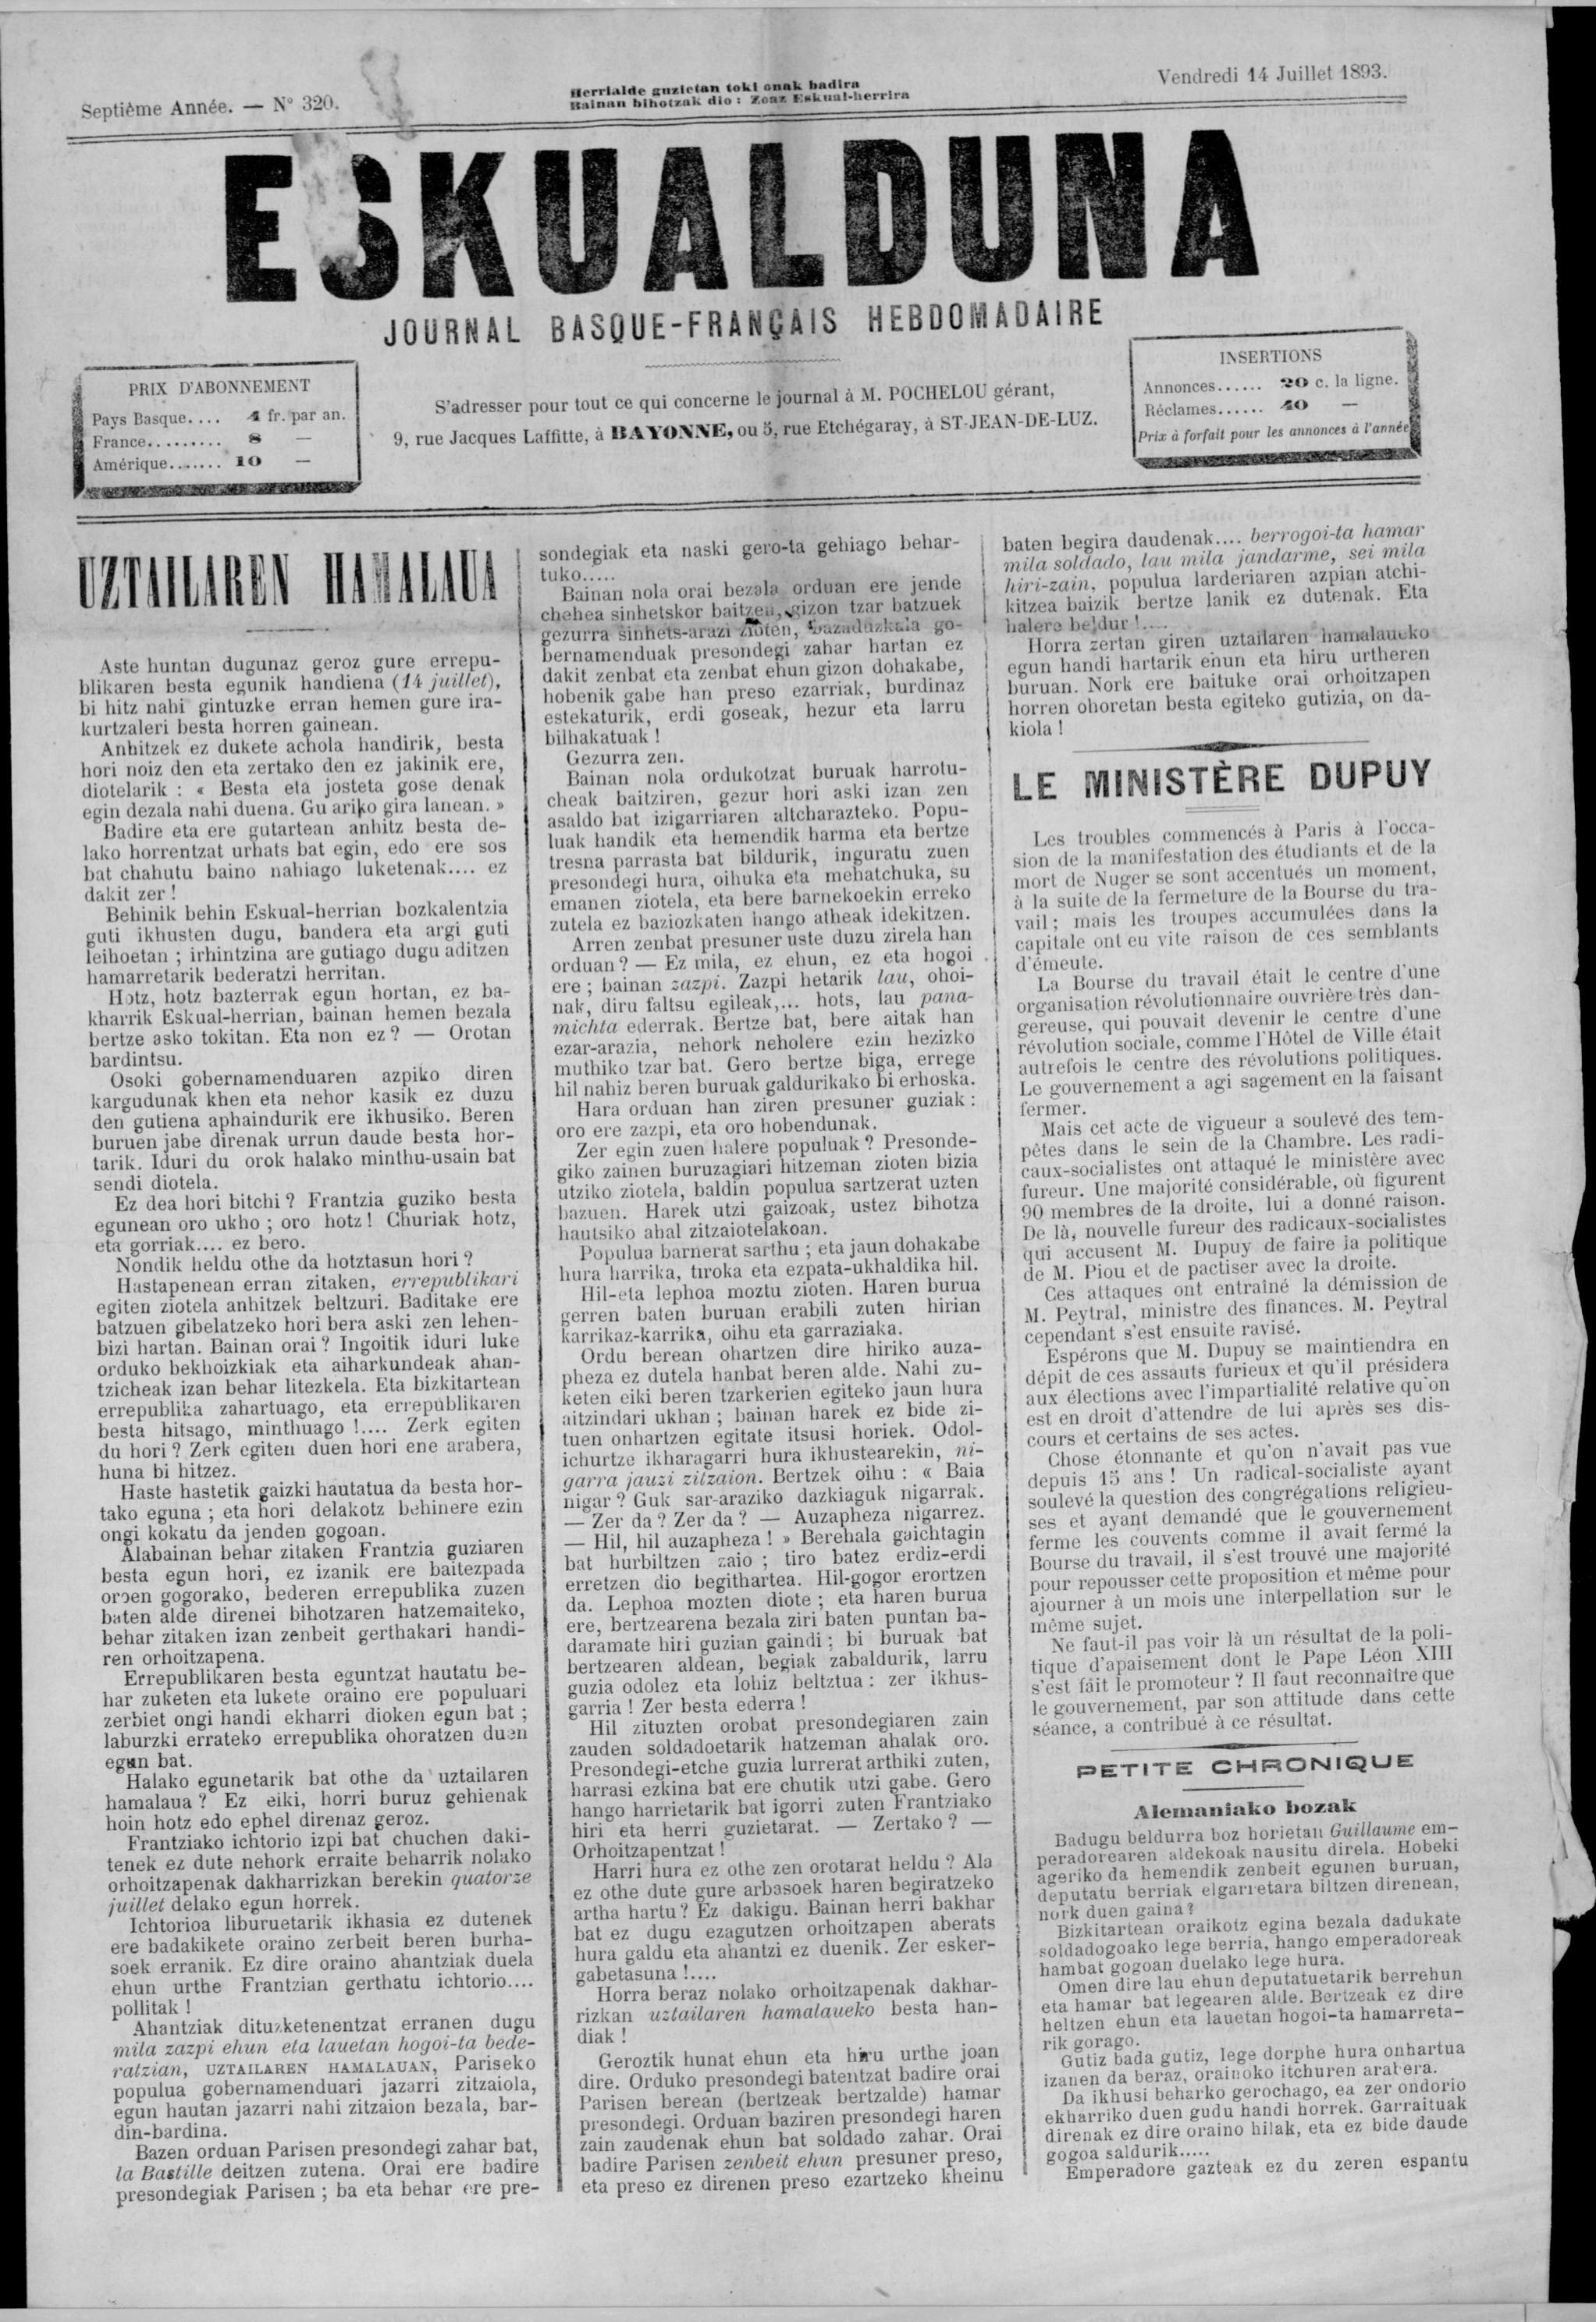 Septième Année. — N° 320.
Herrialde guzietan toki onak badira
Bainan bihotzak dio : Zoaz Eskual-herrira
Vendredi 14 Juillet 1893.
ESKUALDUNA
JOURNAL BASQUE-FRANÇAIS HEBDOMADAIRE
PRIX D'ABONNEMENT
Pays Basque.... 4 fr. par an.
France......... 8 —
Amérique....... 10 —
S'adresser pour tout ce qui concerne le journal à M. POCHELOU gérant,
9, rue Jacques Laffitte, à BAYONNE, ou 5, rue Etchégaray, à ST-JEAN-DE-LUZ.
INSERTIONS
Annonces...... 20 c. la ligne.
Réclames...... 40 —
Prix à forfait pour les annonces à l'année
UZTAILAREN HAMALAUA
Aste huntan dugunaz geroz gure errepu-
blikaren besta egunik handiena (14 juillet),
bi hitz nahi gintuzke erran hemen gure ira-
kurtzaleri besta horren gainean.
Anhitzek ez dukete achola handirik, besta
hori noiz den eta zertako den ez jakinik ere,
diotelarik : « Besta eta josteta gose denak
egin dezala nahi duena. Gu ariko gira lanean. »
Badire eta ere gutartean anhitz besta de-
lako horrentzat urhats bat egin, edo ere sos
bat chahutu baino nahiago luketenak.... ez
dakit zer !
Behinik behin Eskual-herrian bozkalentzia
guti ikhusten dugu, bandera eta argi guti
leihoetan ; irhintzina are gutiago dugu aditzen
hamarretarik bederatzi herritan.
Hotz, hotz bazterrak egun hortan, ez ba-
kharrik Eskual-herrian, bainan hemen bezala
bertze asko tokitan. Eta non ez ? — Orotan
bardintsu.
Osoki gobernamenduaren azpiko diren
kargudunak khen eta nehor kasik ez duzu
den gutiena aphaindurik ere ikhusiko. Beren
buruen jabe direnak urrun daude besta hor-
tarik. Iduri du orok halako minthu-usain bat
sendi diotela.
Ez dea hori bitchi ? Frantzia guziko besta
egunean oro ukho ; oro hotz ! Churiak hotz,
eta gorriak.... ez bero.
Nondik heldu othe da hotztasun hori ?
Hastapenean erran zitaken, errepublikari
egiten ziotela anhitzek beltzuri. Baditake ere
batzuen gibelatzeko hori bera aski zen lehen-
bizi hartan. Bainan orai ? Ingoitik iduri luke
orduko bekhoizkiak eta aiharkundeak ahan-
tzicheak izan behar litezkela. Eta bizkitartean
errepublika zahartuago, eta errepublikaren
besta hitsago, minthuago !.... Zerk egiten
du hori ? Zerk egiten duen hori ene arabera,
huna bi hitzez.
Haste hastetik gaizki hautatua da besta hor-
tako eguna ; eta hori delakotz behinere ezin
ongi kokatu da jenden gogoan.
Alabainan behar zitaken Frantzia guziaren
besta egun hori, ez izanik ere baitezpada
oroen gogorako, bederen errepublika zuzen
baten alde direnei bihotzaren hatzemaiteko,
behar zitaken izan zenbeit gerthakari handi-
ren orhoitzapena.
Errepublikaren besta eguntzat hautatu be-
har zuketen eta lukete oraino ere populuari
zerbiet ongi handi ekharri dioken egun bat ;
laburzki errateko errepublika ohoratzen duen
egun bat.
Halako egunetarik bat othe da uztailaren
hamalaua ? Ez eiki, horri buruz gehienak
hoin hotz edo ephel direnaz geroz.
Frantziako ichtorio izpi bat chuchen daki-
tenek ez dute nehork erraite beharrik nolako
orhoitzapenak dakharrizkan berekin quatorze
juillet delako egun horrek.
Ichtorioa liburuetarik ikhasia ez dutenek
ere badakikete oraino zerbeit beren burha-
soek erranik. Ez dire oraino ahantziak duela
ehun urthe Frantzian gerthatu ichtorio....
pollitak !
Ahantziak dituzketenentzat erranen dugu
mila zazpi ehun eta lauetan hogoi-ta bede-
ratzian, UZTAILAREN HAMALAUAN, Pariseko
populua gobernamenduari jazarri zitzaiola,
egun hautan jazarri nahi zitzaion bezala, bar-
din-bardina.
Bazen orduan Parisen presondegi zahar bat,
la Bastille deitzen zutena. Orai ere badire
presondegiak Parisen ; ba eta behar ere pre-
sondegiak eta naski gero-ta gehiago behar-
tuko.....
Bainan nola orai bezala orduan ere jende
chehea sinhetskor baitzen, gizon tzar batzuek
gezurra sinhets-arazi zioten, bazaduzkala go-
bernamenduak presondegi zahar hartan ez
dakit zenbat eta zenbat ehun gizon dohakabe,
hobenik gabe han preso ezarriak, burdinaz
estekaturik, erdi goseak, hezur eta larru
bilhakatuak !
Gezurra zen.
Bainan nola ordukotzat buruak harrotu-
cheak baitziren, gezur hori aski izan zen
asaldo bat izigarriaren altcharazteko. Popu-
luak handik eta hemendik harma eta bertze
tresna parrasta bat bildurik, inguratu zuen
presondegi hura, oihuka eta mehatchuka, su
emanen ziotela, eta bere barnekoekin erreko
zutela ez baziozkaten hango atheak idekitzen.
Arren zenbat presuner uste duzu zirela han
orduan ? — Ez mila, ez ehun, ez eta hogoi
ere ; bainan zazpi. Zazpi hetarik lau, ohoi-
nak, diru faltsu egileak,... hots, lau pana-
michta ederrak. Bertze bat, bere aitak han
ezar-arazia, nehork neholere ezin hezizko
muthiko tzar bat. Gero bertze biga, errege
hil nahiz beren buruak galdurikako bi erhoska.
Hara orduan han ziren presuner guziak :
oro ere zazpi, eta oro hobendunak.
Zer egin zuen halere populuak ? Presonde-
giko zainen buruzagiari hitzeman zioten bizia
utziko ziotela, baldin populua sartzerat uzten
bazuen. Harek utzi gaizoak, ustez bihotza
hautsiko ahal zitzaiotelakoan.
Populua barnerat sarthu ; eta jaun dohakabe
hura harrika, tiroka eta ezpata-ukhaldika hil.
Hil-eta lephoa moztu zioten. Haren burua
gerren baten buruan erabili zuten hirian
karrikaz-karrika, oihu eta garraziaka.
Ordu berean ohartzen dire hiriko auza-
pheza ez dutela hanbat beren alde. Nahi zu-
keten eiki beren tzarkerien egiteko jaun hura
aitzindari ukhan ; bainan harek ez bide zi-
tuen onhartzen egitate itsusi horiek. Odol-
ichurtze ikharagarri hura ikhustearekin, ni-
garra jauzi zitzaion. Bertzek oihu : « Baia
nigar ? Guk sar-araziko dazkiaguk nigarrak.
— Zer da ? Zer da ? — Auzapheza nigarrez.
— Hil, hil auzapheza ! » Berehala gaichtagin
bat hurbiltzen zaio ; tiro batez erdiz-erdi
erretzen dio begithartea. Hil-gogor erortzen
da. Lephoa mozten diote ; eta haren burua
ere, bertzearena bezala ziri baten puntan ba-
daramate hiri guzian gaindi ; bi buruak bat
bertzearen aldean, begiak zabaldurik, larru
guzia odolez eta lohiz beltztua : zer ikhus-
garria ! Zer besta ederra !
Hil zituzten orobat presondegiaren zain
zauden soldadoetarik hatzeman ahalak oro.
Presondegi-etche guzia lurrerat arthiki zuten,
harrasi ezkina bat ere chutik utzi gabe. Gero
hango harrietarik bat igorri zuten Frantziako
hiri eta herri guzietarat. — Zertako ? —
Orhoitzapentzat !
Harri hura ez othe zen orotarat heldu ? Ala
ez othe dute gure arbasoek haren begiratzeko
artha hartu ? Ez dakigu. Bainan herri bakhar
bat ez dugu ezagutzen orhoitzapen aberats
hura galdu eta ahantzi ez duenik. Zer esker-
gabetasuna !....
Horra beraz nolako orhoitzapenak dakhar-
rizkan uztailaren hamalaueko besta han-
diak !
Geroztik hunat ehun eta hiru urthe joan
dire. Orduko presondegi batentzat badire orai
Parisen berean (bertzeak bertzalde) hamar
presondegi. Orduan baziren presondegi haren
zain zaudenak ehun bat soldado zahar. Orai
badire Parisen zenbeit ehun presuner preso,
eta preso ez direnen preso ezartzeko kheinu
baten begira daudenak.... berrogoi-ta hamar
mila soldado, lau mila jandarme, sei mila
hiri-zain, populua larderiaren azpian atchi-
kitzea baizik bertze lanik ez dutenak. Eta
halere beldur !....
Horra zertan giren uztailaren hamalaueko
egun handi hartarik ehun eta hiru urtheren
buruan. Nork ere baituke orai orhoitzapen
horren ohoretan besta egiteko gutizia, on da-
kiola !
LE MINISTÈRE DUPUY
Les troubles commencés à Paris à l'occa-
sion de la manifestation des étudiants et de la
mort de Nuger se sont accentués un moment,
à la suite de la fermeture de la Bourse du tra-
vail ; mais les troupes accumulées dans la
capitale ont eu vite raison de ces semblants
d'émeute.
La Bourse du travail était le centre d'une
organisation révolutionnaire ouvrière très dan-
gereuse, qui pouvait devenir le centre d'une
révolution sociale, comme l'Hôtel de Ville était
autrefois le centre des révolutions politiques.
Le gouvernement a agi sagement en la faisant
fermer.
Mais cet acte de vigueur a soulevé des tem-
pêtes dans le sein de la Chambre. Les radi-
caux-socialistes ont attaqué le ministère avec
fureur. Une majorité considérable, où figurent
90 membres de la droite, lui a donné raison.
De là, nouvelle fureur des radicaux-socialistes
qui accusent M. Dupuy de faire la politique
de M. Piou et de pactiser avec la droite.
Ces attaques ont entraîné la démission de
M. Peytral, ministre des finances. M. Peytral
cependant s'est ensuite ravisé.
Espérons que M. Dupuy se maintiendra en
dépit de ces assauts furieux et qu'il présidera
aux élections avec l'impartialité relative qu'on
est en droit d'attendre de lui après ses dis-
cours et certains de ses actes.
Chose étonnante et qu'on n'avait pas vue
depuis 15 ans ! Un radical-socialiste ayant
soulevé la question des congrégations religieu-
ses et ayant demandé que le gouvernement
ferme les couvents comme il avait fermé la
Bourse du travail, il s'est trouvé une majorité
pour repousser cette proposition et même pour
ajourner à un mois une interpellation sur le
même sujet.
Ne faut-il pas voir là un résultat de la poli-
tique d'apaisement dont le Pape Léon XIII
s'est fait le promoteur ? Il faut reconnaître que
le gouvernement, par son attitude dans cette
séance, a contribué à ce résultat.
PETITE CHRONIQUE
Alemaniako bozak
Badugu beldurra boz horietan Guillaume em-
peradorearen aldekoak nausitu direla. Hobeki
ageriko da hemendik zenbeit egunen buruan,
deputatu berriak elgarretara biltzen direnean,
nork duen gaina ?
Bizkitartean oraikotz egina bezala dadukate
soldadogoako lege berria, hango emperadoreak
hambat gogoan duelako lege hura.
Omen dire lau ehun deputatuetarik berrehun
eta hamar bat legearen alde. Bertzeak ez dire
heltzen ehun eta lauetan hogoi-ta hamarreta-
rik gorago.
Gutiz bada gutiz, lege dorphe hura onhartua
izanen da beraz, orainoko itchuren arabera.
Da ikhusi beharko gerochago, ea zer ondorio
ekharriko duen gudu handi horrek. Garraituak
direnak ez dire oraino hilak, eta ez bide daude
gogoa saldurik.....
Emperadore gazteak ez du zeren espantu